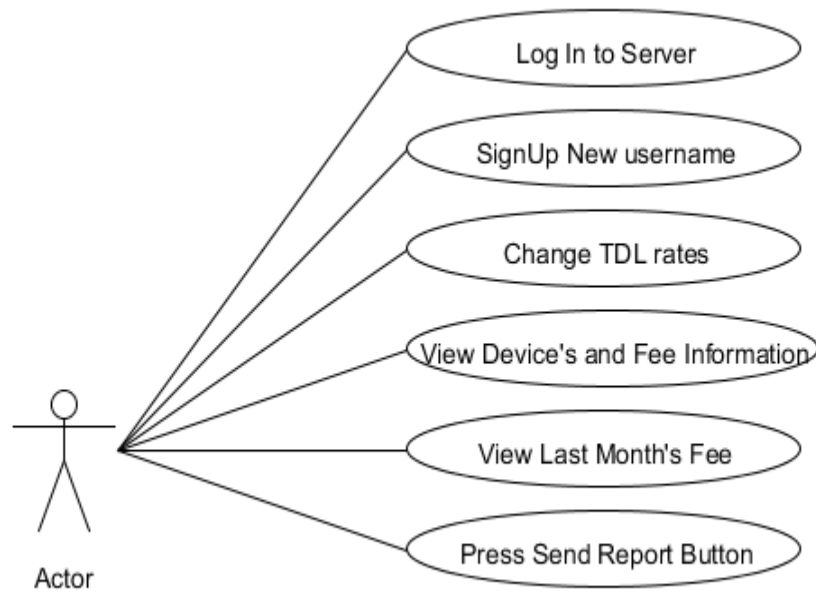 Log In to Server
SignUp New username
Change TDL rates
View Device's and Fee Information
View Last Month's Fee
Press Send Report Button
Actor